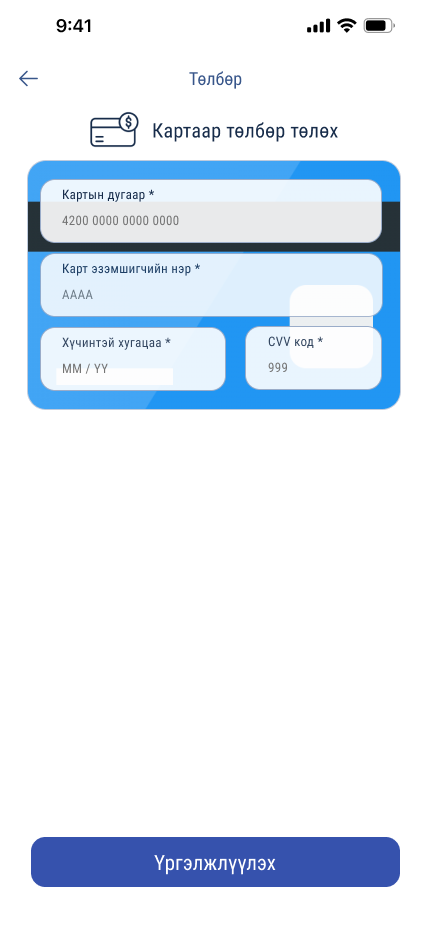 9:41
Төлбөр
Картаар төлбөр төлөх
Картын дугаар *
4200 0000 0000 0000
Карт эзэмшигчийн нэр *
AAAA
Хүчинтэй хугацаа *
MM / YY
CVV код *
999
Үргэлжлүүлэх